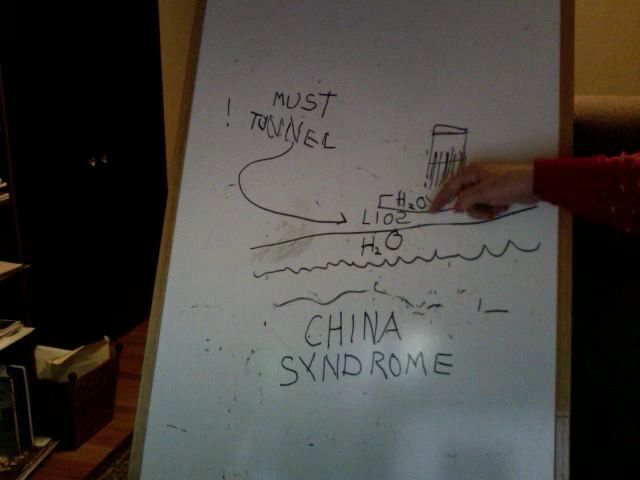 ! MUST
TUNNEL
H₂O
LIO2
H₂O
CHINA
SYNDROME